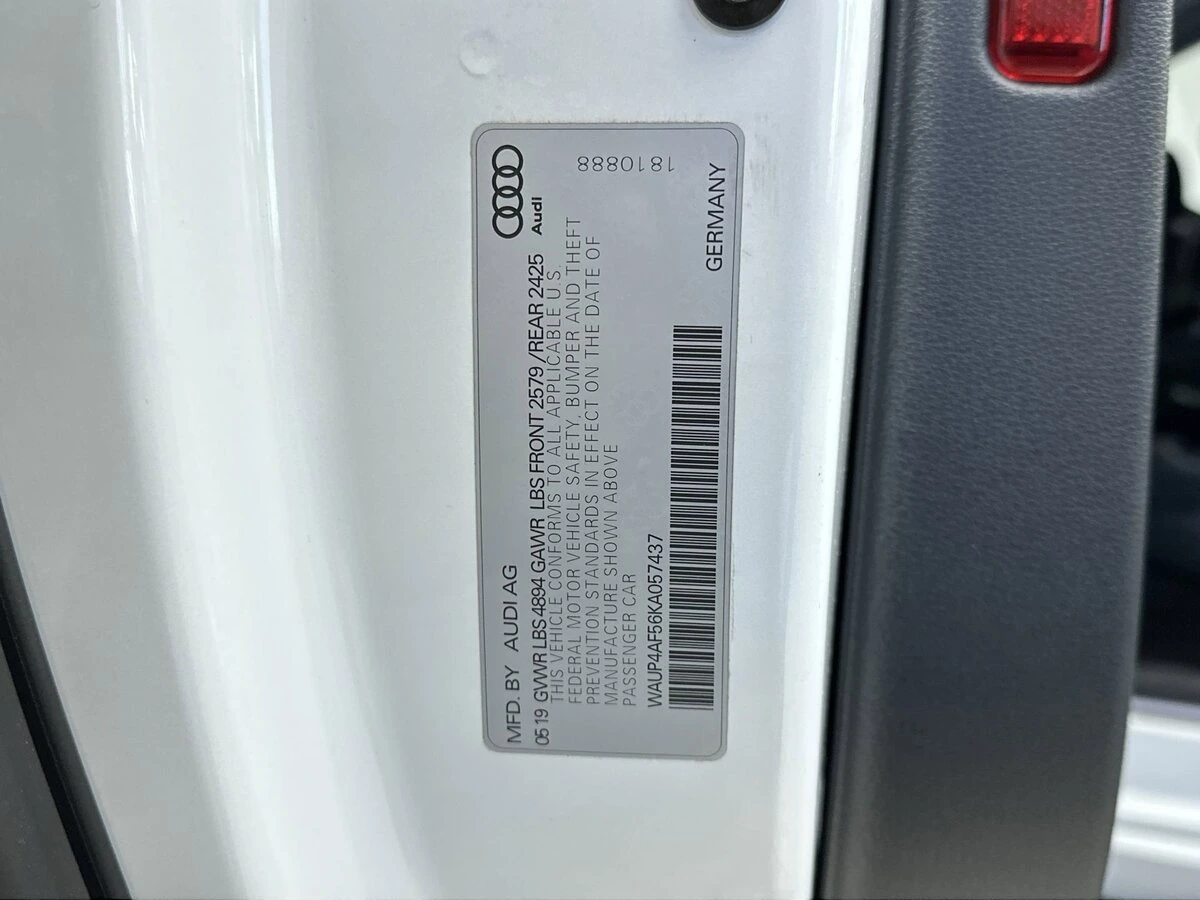 MFD. BY AUDI AG
Audi
05 19 GVWR LBS 4894 GAWR LBS FRONT 2579 / REAR 2425
THIS VEHICLE CONFORMS TO ALL APPLICABLE U.S.
FEDERAL MOTOR VEHICLE SAFETY, BUMPER AND THEFT
PREVENTION STANDARDS IN EFFECT ON THE DATE OF
MANUFACTURE SHOWN ABOVE
PASSENGER CAR
WAUP4AF56KA057437
GERMANY
1810888